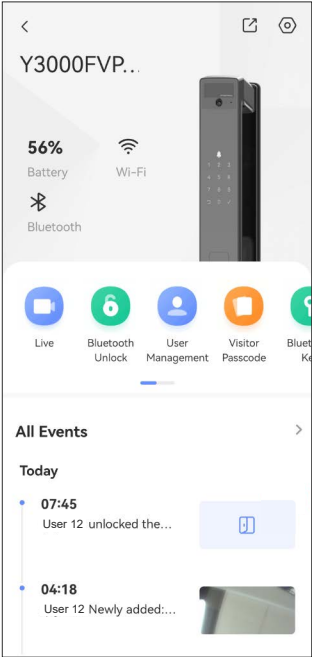 Y3000FVP...
56%
Battery
Wi-Fi
Bluetooth
Live
Bluetooth
Unlock
User
Management
Visitor
Passcode
Bluet
Ke
All Events
Today
07:45
User 12 unlocked the...
04:18
User 12 Newly added:...